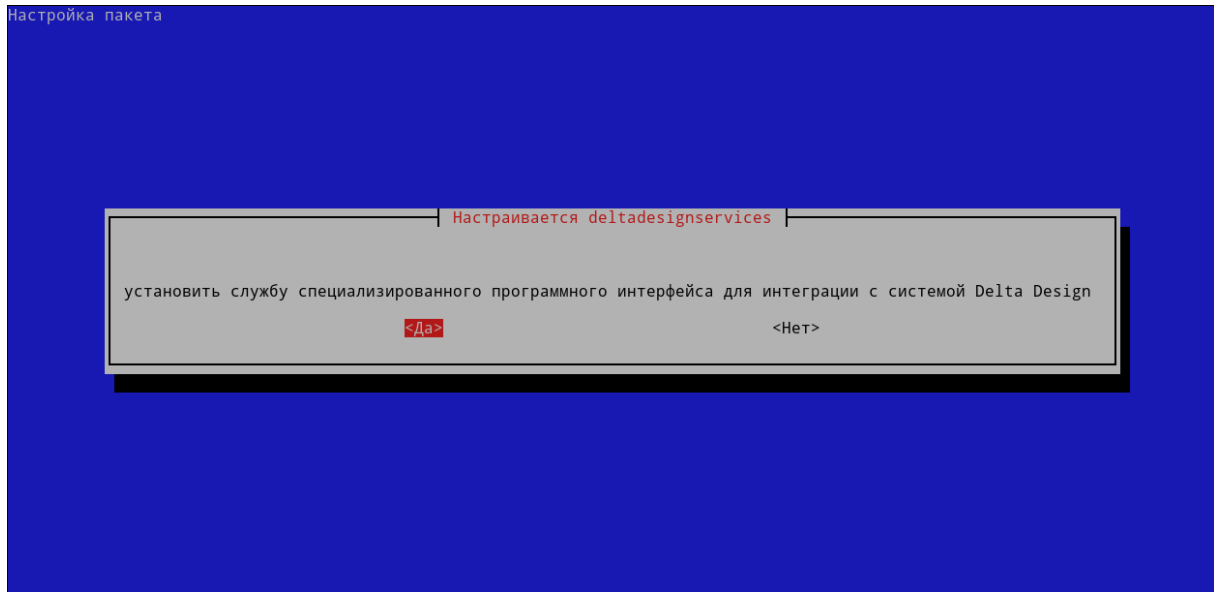 Настройка пакета
Настраивается deltadesignservices
установить службу специализированного программного интерфейса для интеграции с системой Delta Design
<Да> <Нет>